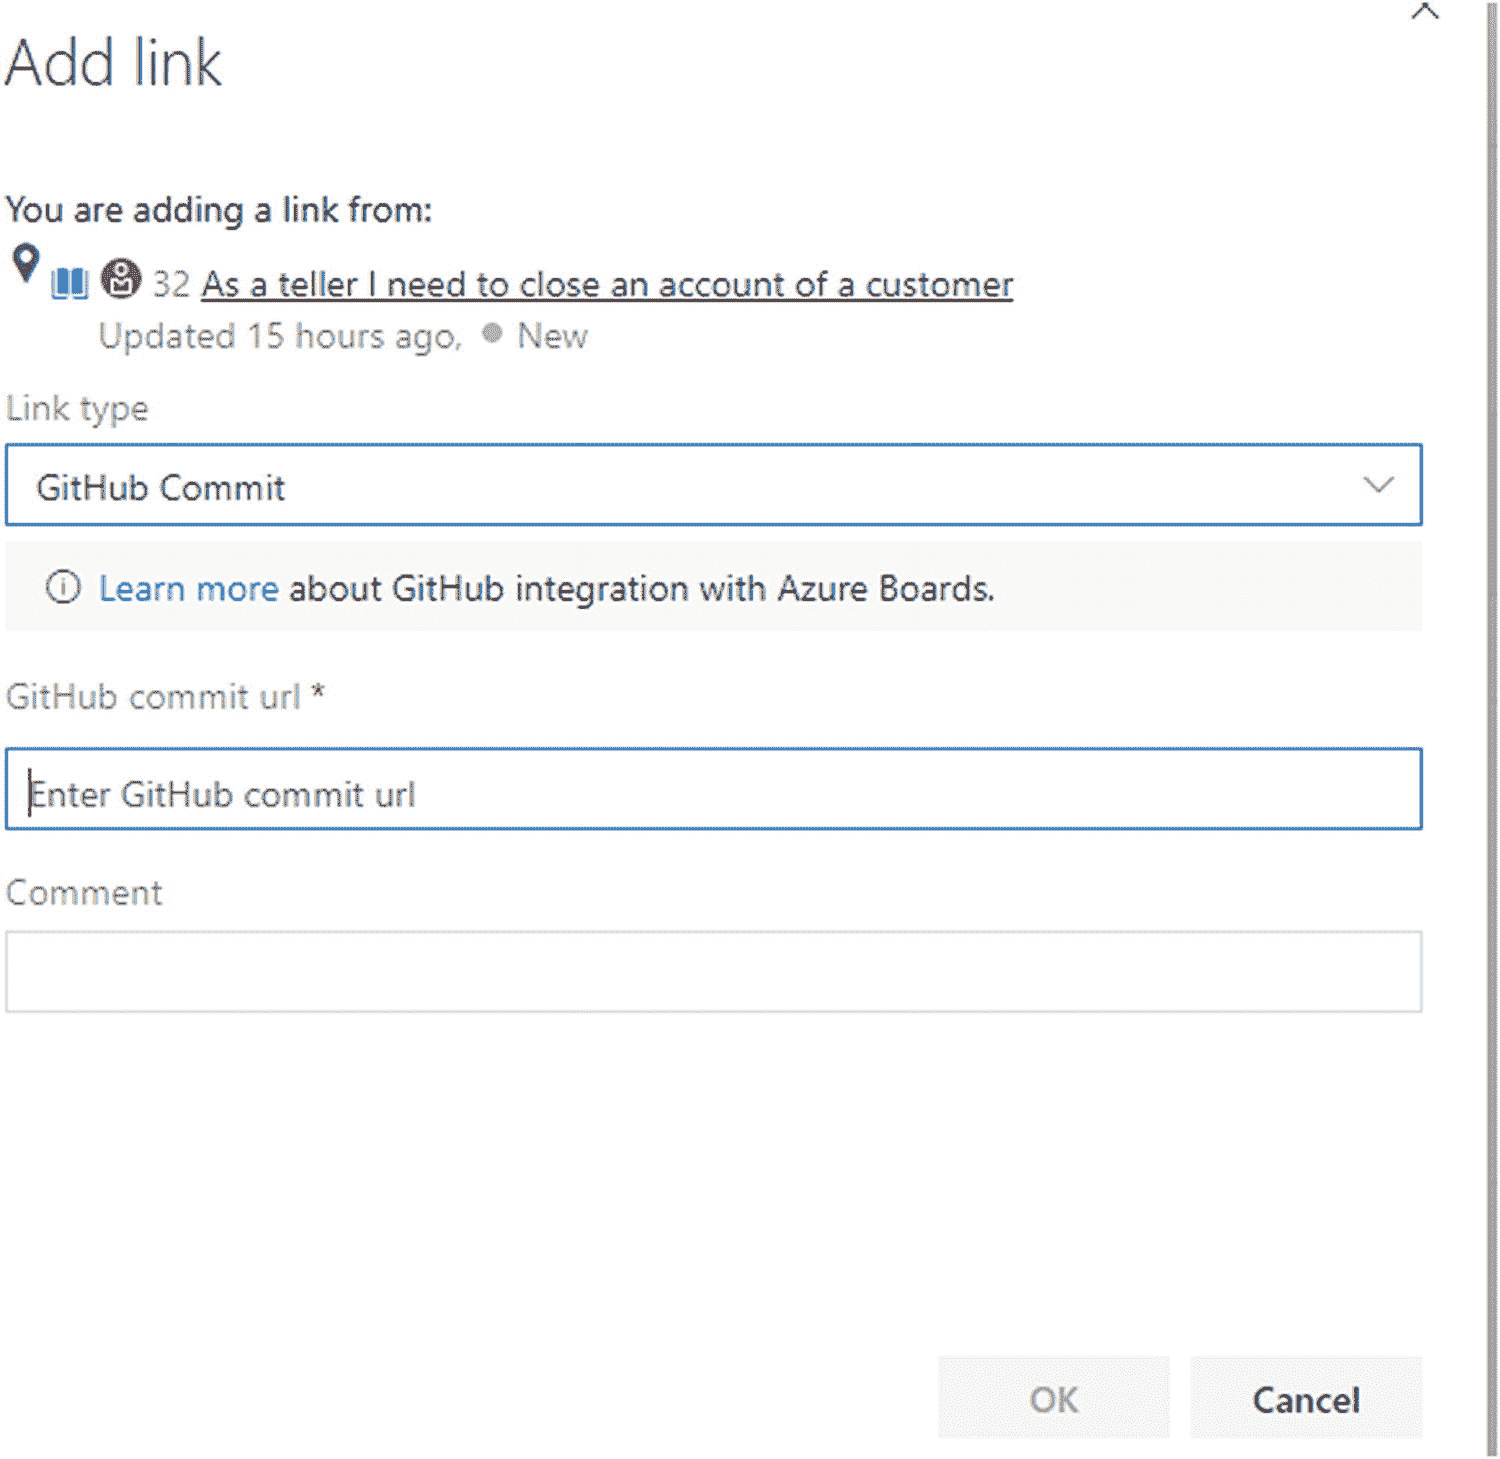 Add link
You are adding a link from:
32 As a teller I need to close an account of a customer
Updated 15 hours ago, New
Link type
GitHub Commit
Learn more about GitHub integration with Azure Boards.
GitHub commit url *
Enter GitHub commit url
Comment
OK Cancel